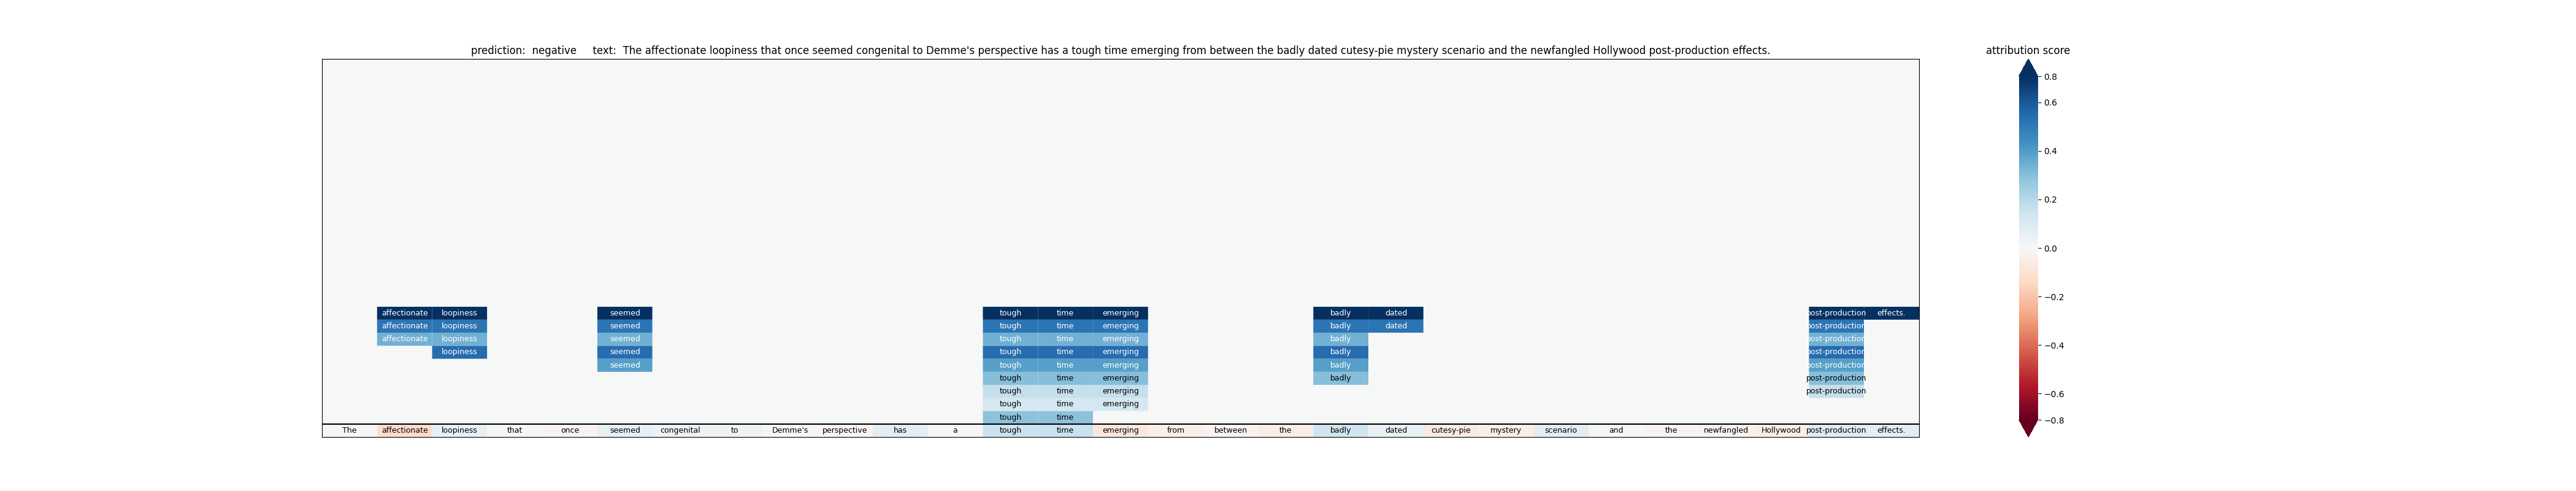 prediction:  negative     text:  The affectionate loopiness that once seemed congenital to Demme's perspective has a tough time emerging from between the badly dated cutesy-pie mystery scenario and the newfangled Hollywood post-production effects.
attribution score
0.8
0.6
0.4
0.2
0.0
−0.2
−0.4
−0.6
−0.8
affectionate loopiness seemed tough time emerging badly dated post-production effects.
affectionate loopiness seemed tough time emerging badly dated post-production
affectionate loopiness seemed tough time emerging badly post-production
loopiness seemed tough time emerging badly post-production
seemed tough time emerging badly post-production
tough time emerging badly post-production
tough time emerging post-production
tough time emerging
tough time
The affectionate loopiness that once seemed congenital to Demme's perspective has a tough time emerging from between the badly dated cutesy-pie mystery scenario and the newfangled Hollywood post-production effects.